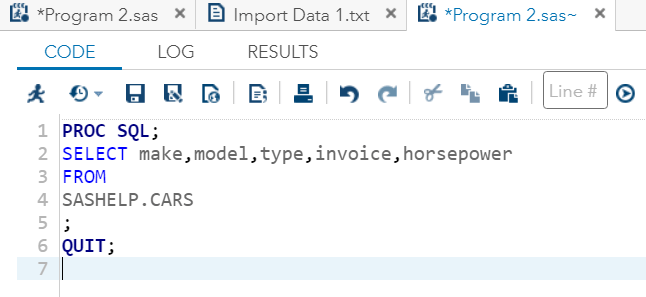 *Program 2.sas × Import Data 1.txt × *Program 2.sas~ ×
CODE LOG RESULTS
Line #
1 PROC SQL;
2 SELECT make,model,type,invoice,horsepower
3 FROM
4 SASHELP.CARS
5 ;
6 QUIT;
7